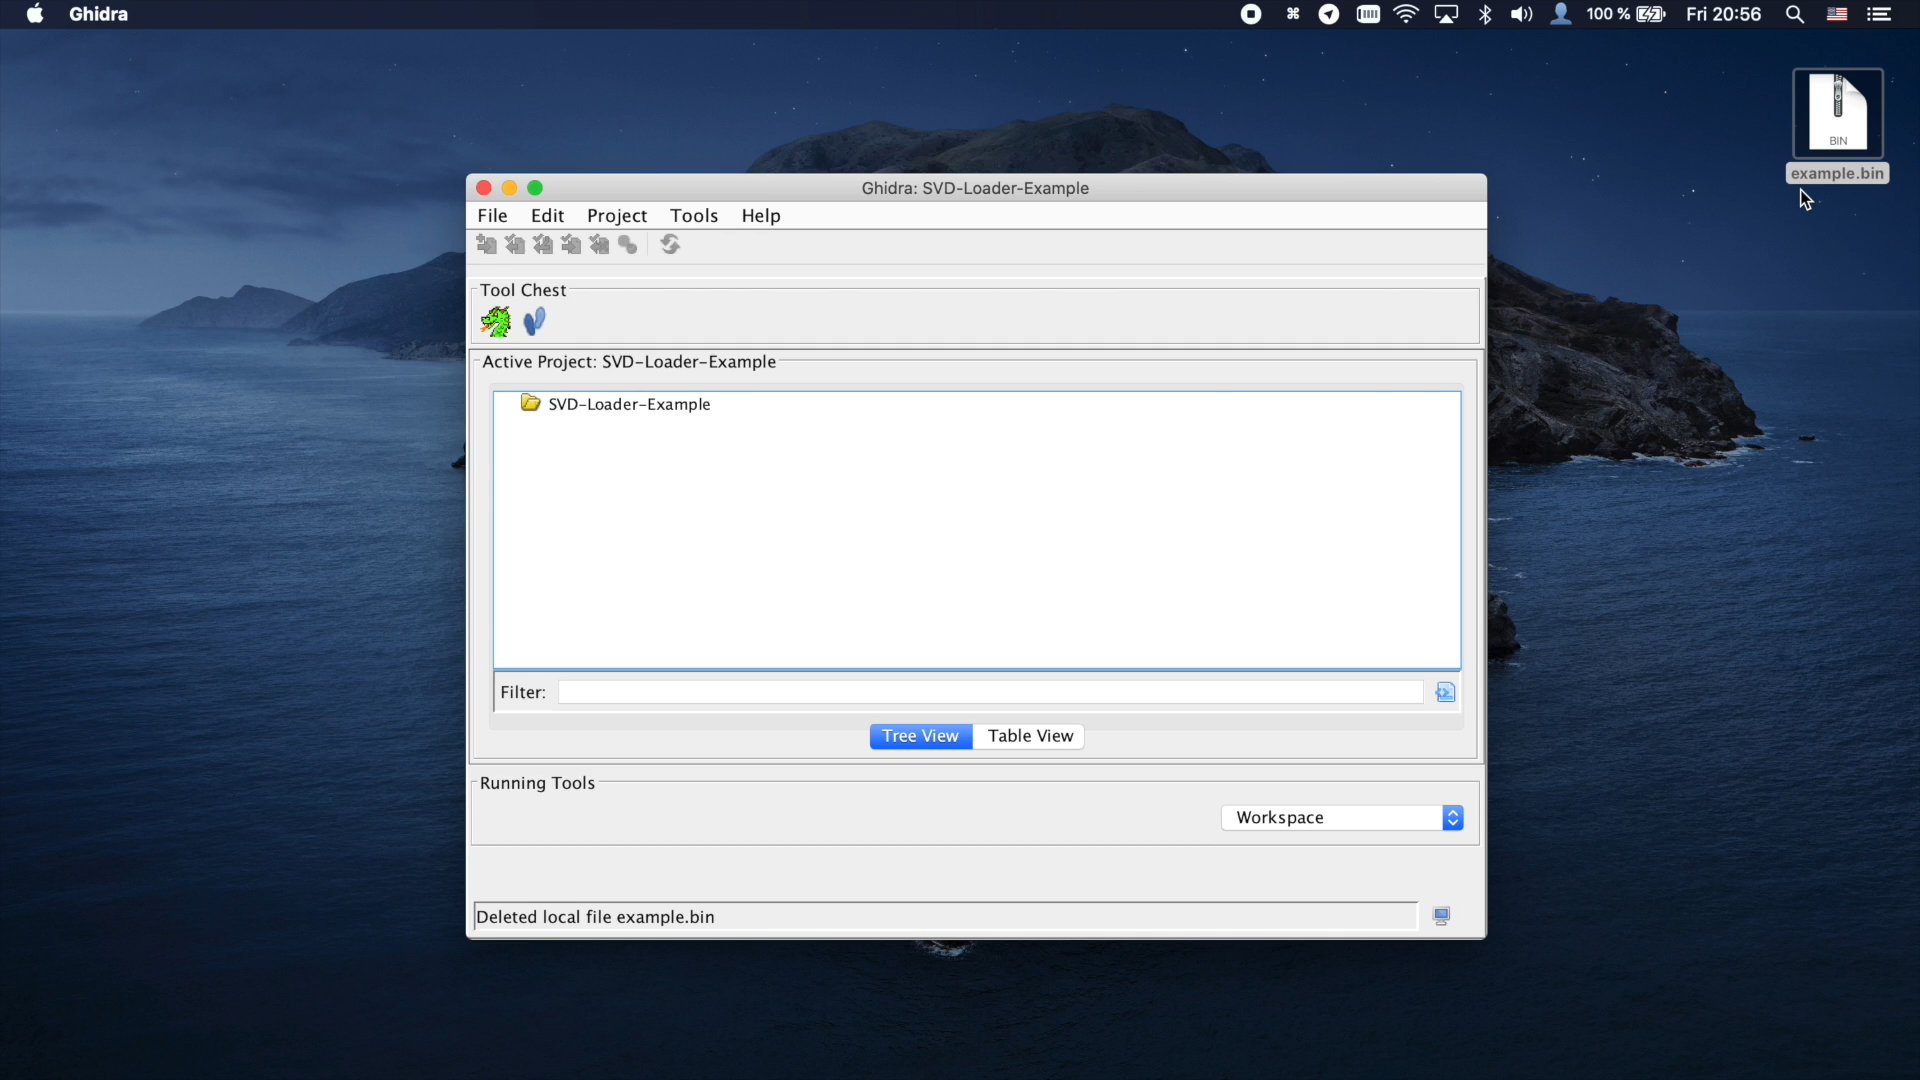 Ghidra
100 %
Fri 20:56
BIN
example.bin
Ghidra: SVD-Loader-Example
File Edit Project Tools Help
Tool Chest
Active Project: SVD-Loader-Example
SVD-Loader-Example
Filter:
Tree View Table View
Running Tools
Workspace
Deleted local file example.bin